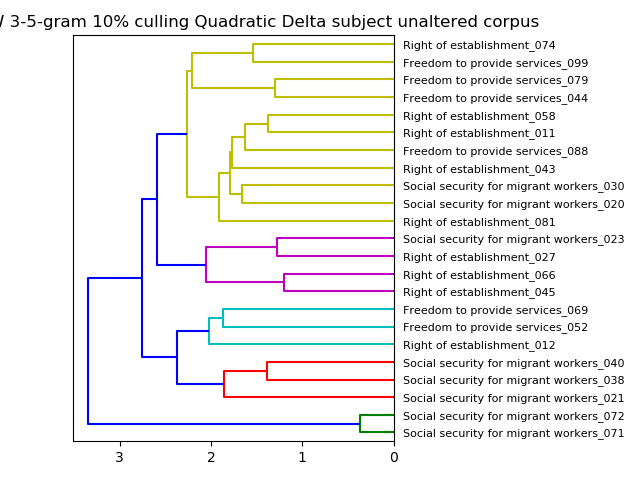 3-5-gram 10% culling Quadratic Delta subject unaltered corpus
Right of establishment_074
Freedom to provide services_099
Freedom to provide services_079
Freedom to provide services_044
Right of establishment_058
Right of establishment_011
Freedom to provide services_088
Right of establishment_043
Social security for migrant workers_030
Social security for migrant workers_020
Right of establishment_081
Social security for migrant workers_023
Right of establishment_027
Right of establishment_066
Right of establishment_045
Freedom to provide services_069
Freedom to provide services_052
Right of establishment_012
Social security for migrant workers_040
Social security for migrant workers_038
Social security for migrant workers_021
Social security for migrant workers_072
Social security for migrant workers_071
3 2 1 0